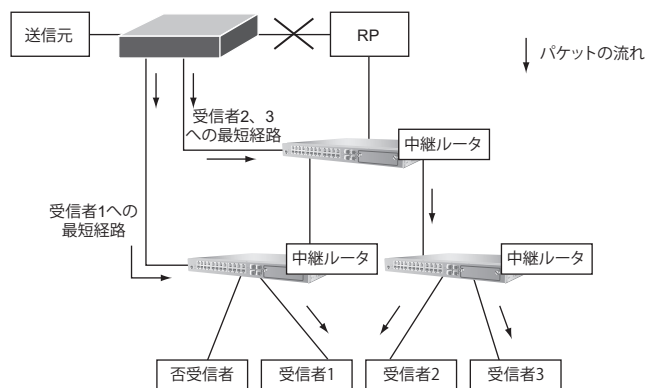 送信元
RP
パケットの流れ
受信者2、3
への最短経路
中継ルータ
受信者1への
最短経路
中継ルータ
中継ルータ
否受信者
受信者1
受信者2
受信者3